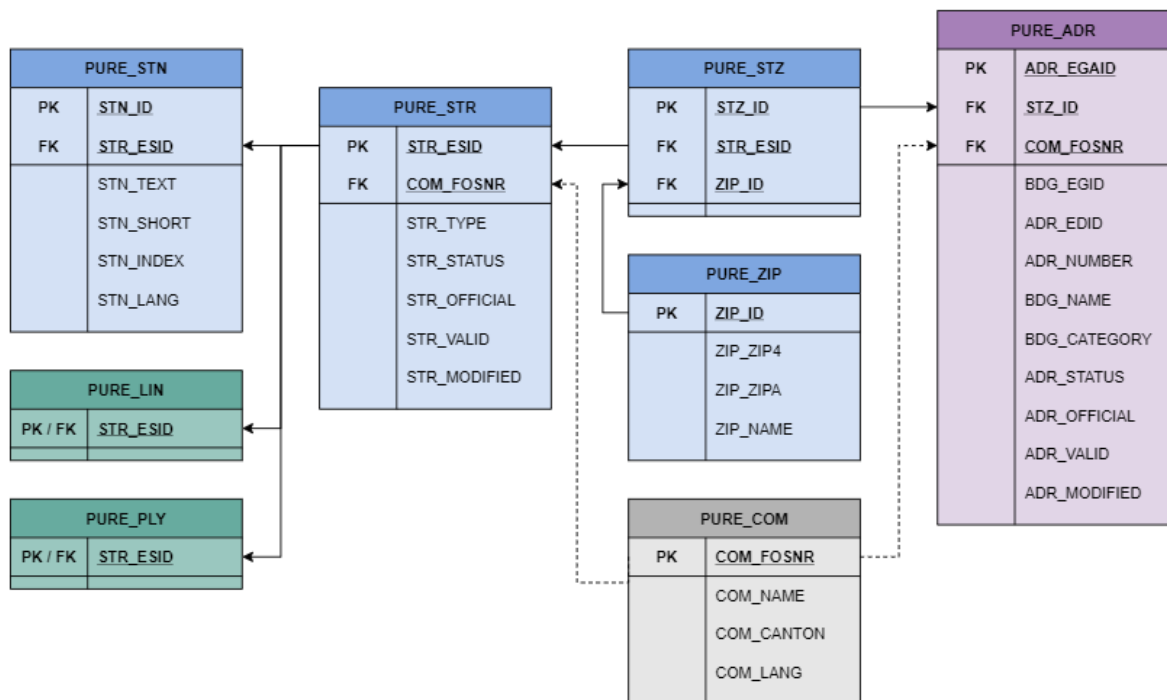 PURE_STN
PK STN_ID
FK STR_ESID
STN_TEXT
STN_SHORT
STN_INDEX
STN_LANG
PURE_LIN
PK / FK STR_ESID
PURE_PLY
PK / FK STR_ESID
PURE_STR
PK STR_ESID
FK COM_FOSNR
STR_TYPE
STR_STATUS
STR_OFFICIAL
STR_VALID
STR_MODIFIED
PURE_STZ
PK STZ_ID
FK STR_ESID
FK ZIP_ID
PURE_ZIP
PK ZIP_ID
ZIP_ZIP4
ZIP_ZIPA
ZIP_NAME
PURE_COM
PK COM_FOSNR
COM_NAME
COM_CANTON
COM_LANG
PURE_ADR
PK ADR_EGAID
FK STZ_ID
FK COM_FOSNR
BDG_EGID
ADR_EDID
ADR_NUMBER
BDG_NAME
BDG_CATEGORY
ADR_STATUS
ADR_OFFICIAL
ADR_VALID
ADR_MODIFIED